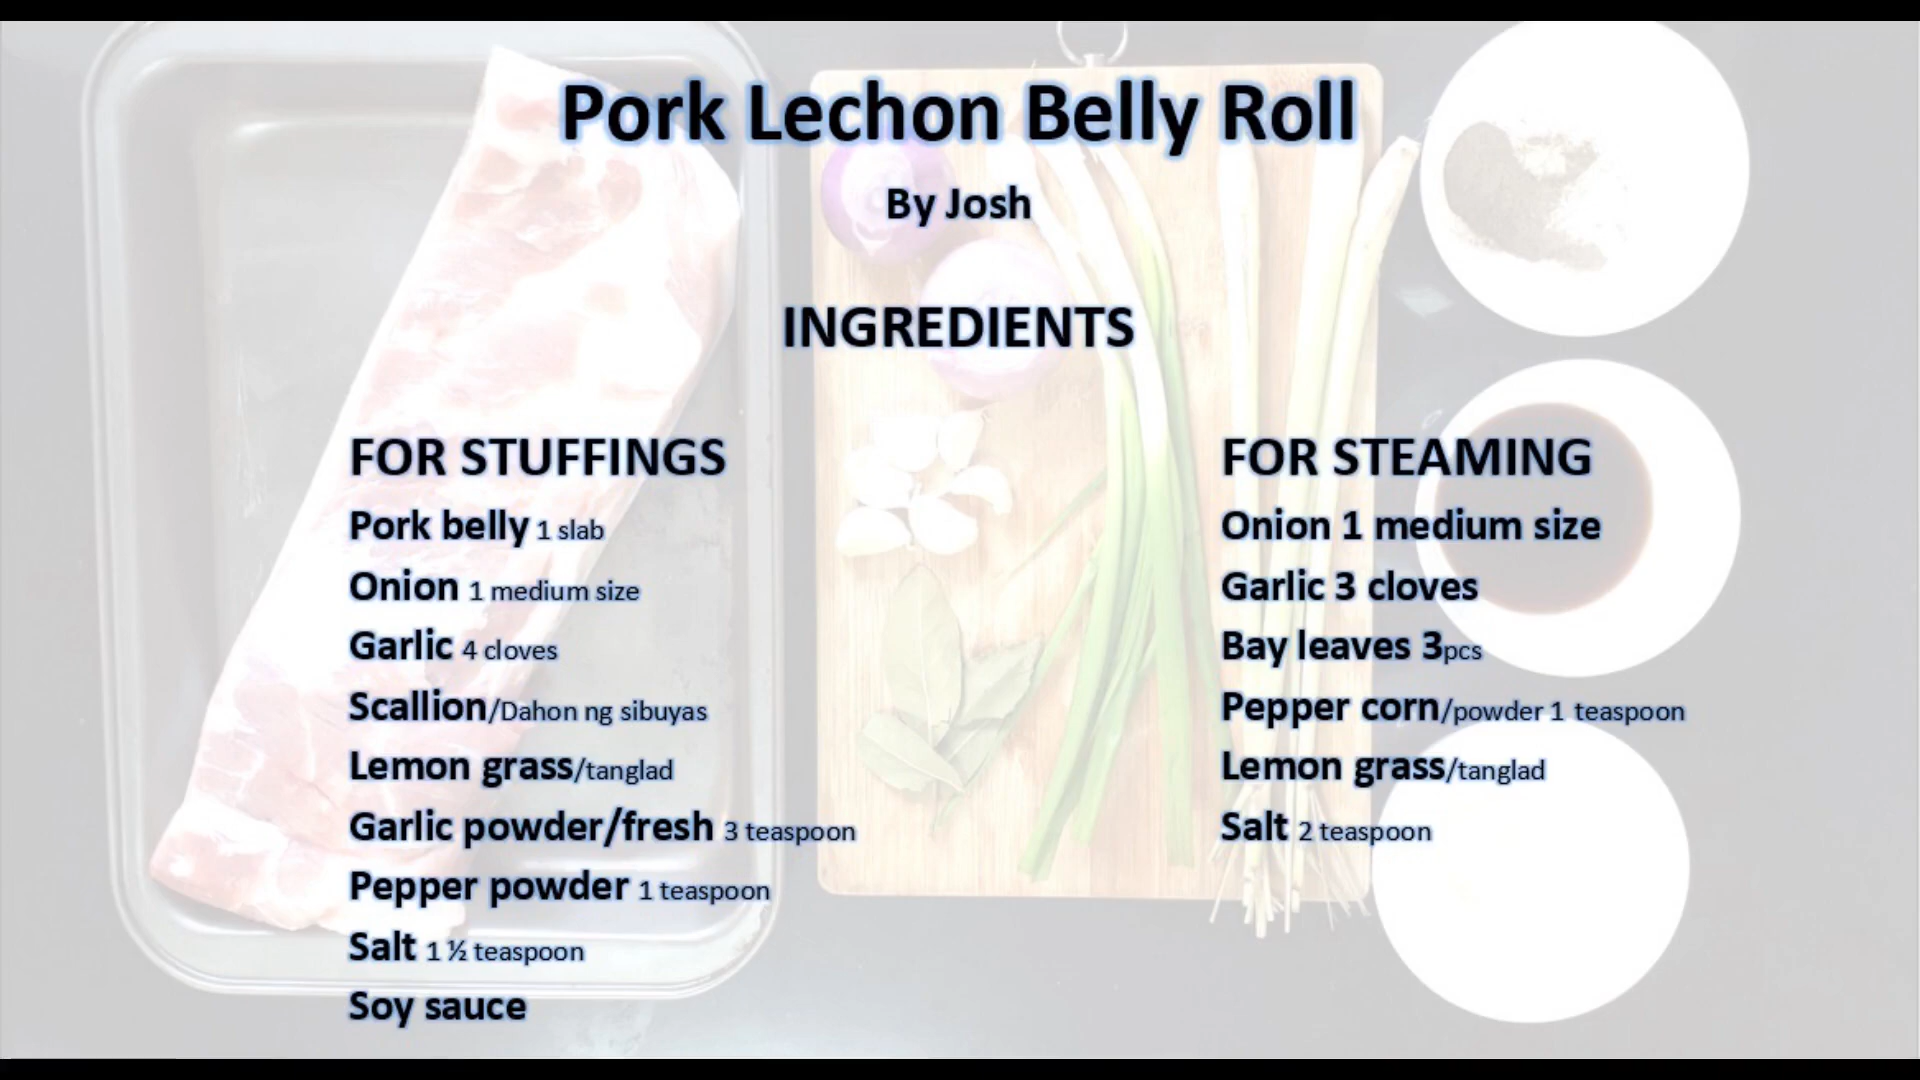 Pork Lechon Belly Roll
By Josh
INGREDIENTS
FOR STUFFINGS
Pork belly 1 slab
Onion 1 medium size
Garlic 4 cloves
Scallion/Dahon ng sibuyas
Lemon grass/tanglad
Garlic powder/fresh 3 teaspoon
Pepper powder 1 teaspoon
Salt 1 ½ teaspoon
Soy sauce
FOR STEAMING
Onion 1 medium size
Garlic 3 cloves
Bay leaves 3pcs
Pepper corn/powder 1 teaspoon
Lemon grass/tanglad
Salt 2 teaspoon